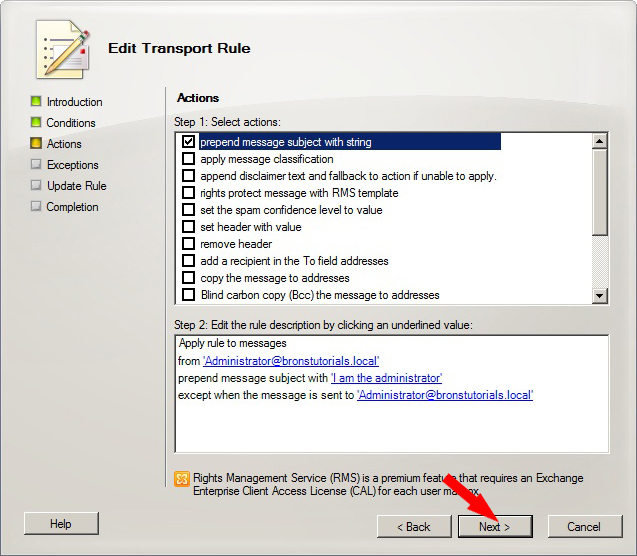 Edit Transport Rule
Introduction
Conditions
Actions
Exceptions
Update Rule
Completion
Actions
Step 1: Select actions:
prepend message subject with string
apply message classification
append disclaimer text and fallback to action if unable to apply.
rights protect message with RMS template
set the spam confidence level to value
set header with value
remove header
add a recipient in the To field addresses
copy the message to addresses
Blind carbon copy (Bcc) the message to addresses
Step 2: Edit the rule description by clicking an underlined value:
Apply rule to messages
from 'Administrator@bronstutorials.local'
prepend message subject with 'I am the administrator'
except when the message is sent to 'Administrator@bronstutorials.local'
Rights Management Service (RMS) is a premium feature that requires an Exchange
Enterprise Client Access License (CAL) for each user mailbox.
Help
< Back
Next >
Cancel